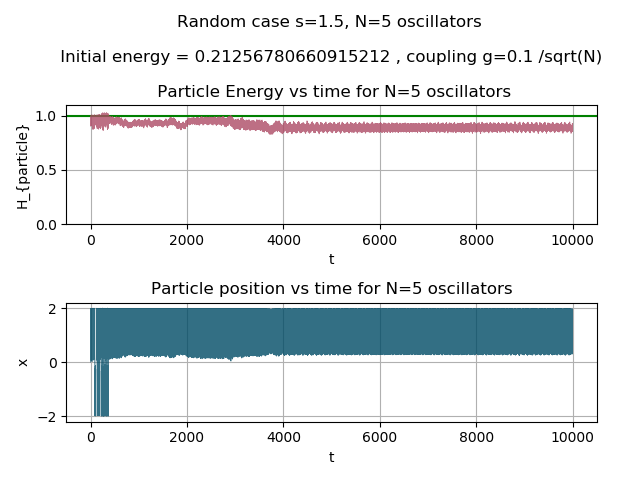 Random case s=1.5, N=5 oscillators
Initial energy = 0.21256780660915212 , coupling g=0.1 /sqrt(N)
Particle Energy vs time for N=5 oscillators
H_{particle}
1.0
0.5
0.0
0 2000 4000 6000 8000 10000
t
Particle position vs time for N=5 oscillators
x
2
0
−2
0 2000 4000 6000 8000 10000
t